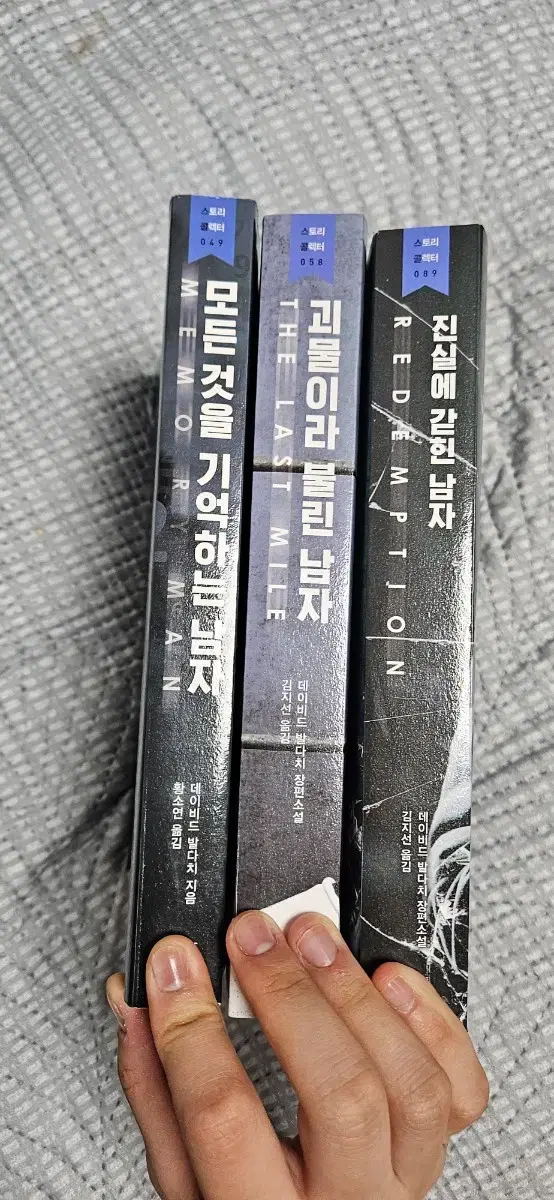 스토리
콜렉터
049
모든 것을 기억하는 남자
MEMORY MAN
데이비드 발다치 지음
황소연 옮김
스토리
콜렉터
058
괴물이라 불린 남자
THE LAST MILE
데이비드 발다치 장편소설
김지선 옮김
스토리
콜렉터
089
진실에 갇힌 남자
REDEMPTION
데이비드 발다치 장편소설
김지선 옮김